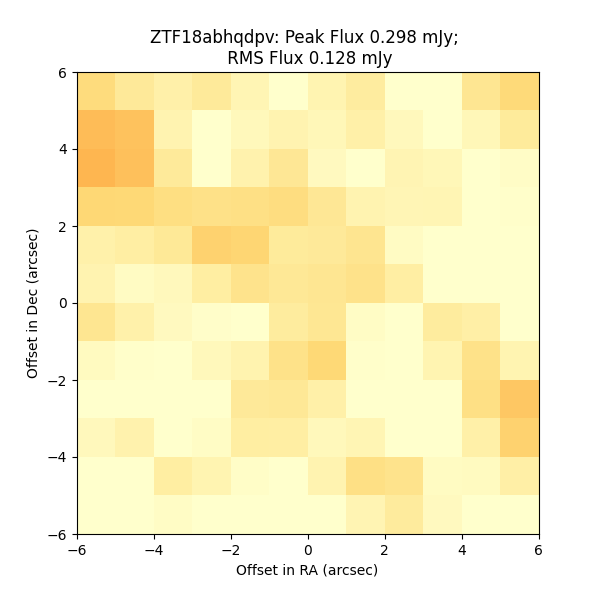 ZTF18abhqdpv: Peak Flux 0.298 mJy;
RMS Flux 0.128 mJy
6
4
2
0
−2
−4
−6
Offset in Dec (arcsec)
−6 −4 −2 0 2 4 6
Offset in RA (arcsec)